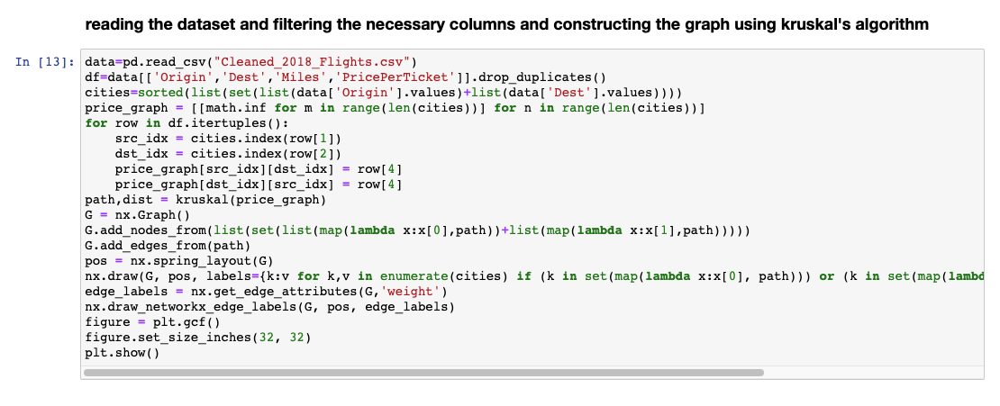 reading the dataset and filtering the necessary columns and constructing the graph using kruskal's algorithm
In [13]: data=pd.read_csv("Cleaned_2018_Flights.csv")
df=data[['Origin','Dest','Miles','PricePerTicket']].drop_duplicates()
cities=sorted(list(set(list(data['Origin'].values)+list(data['Dest'].values))))
price_graph = [[math.inf for m in range(len(cities))] for n in range(len(cities))]
for row in df.itertuples():
    src_idx = cities.index(row[1])
    dst_idx = cities.index(row[2])
    price_graph[src_idx][dst_idx] = row[4]
    price_graph[dst_idx][src_idx] = row[4]
path,dist = kruskal(price_graph)
G = nx.Graph()
G.add_nodes_from(list(set(list(map(lambda x:x[0],path))+list(map(lambda x:x[1],path)))))
G.add_edges_from(path)
pos = nx.spring_layout(G)
nx.draw(G, pos, labels={k:v for k,v in enumerate(cities) if (k in set(map(lambda x:x[0], path))) or (k in set(map(lambd
edge_labels = nx.get_edge_attributes(G,'weight')
nx.draw_networkx_edge_labels(G, pos, edge_labels)
figure = plt.gcf()
figure.set_size_inches(32, 32)
plt.show()